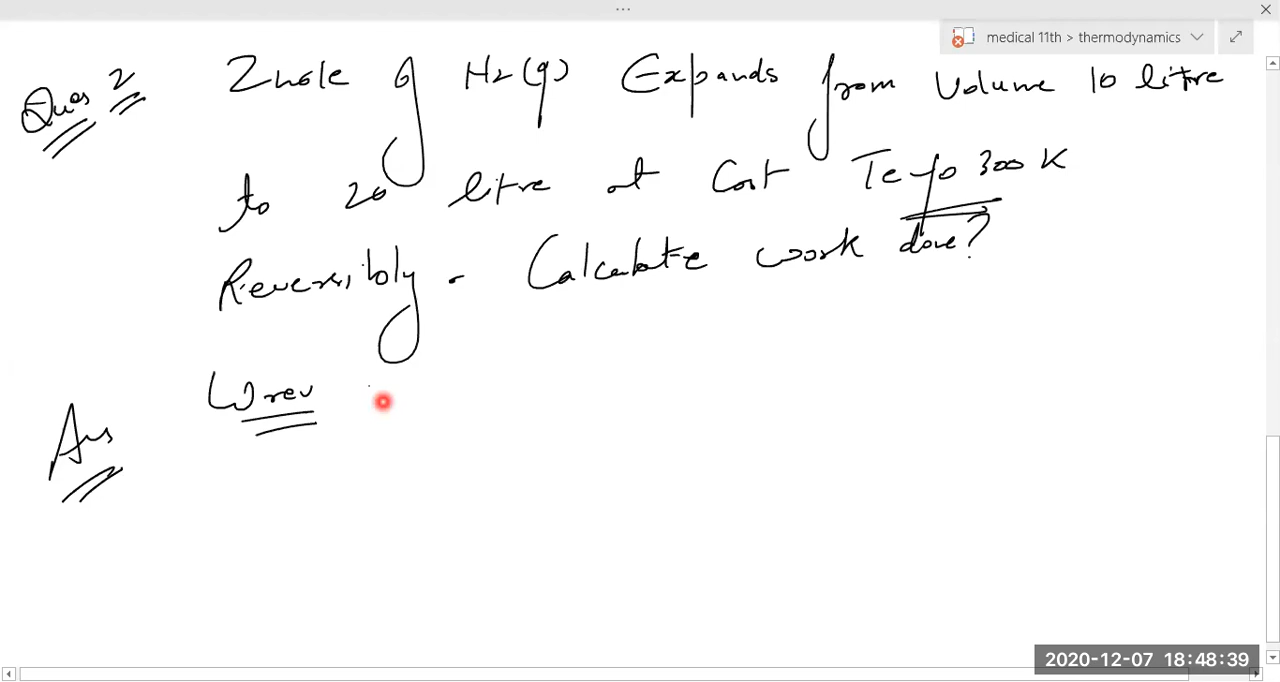 medical 11th > thermodynamics
Ques 2 2 mole of H2(g) Expands from Volume 10 litre
to 20 litre at Cost Temp 300 K
Reversibly. Calculate work done?
Ans Wrev
2020-12-07 18:48:39